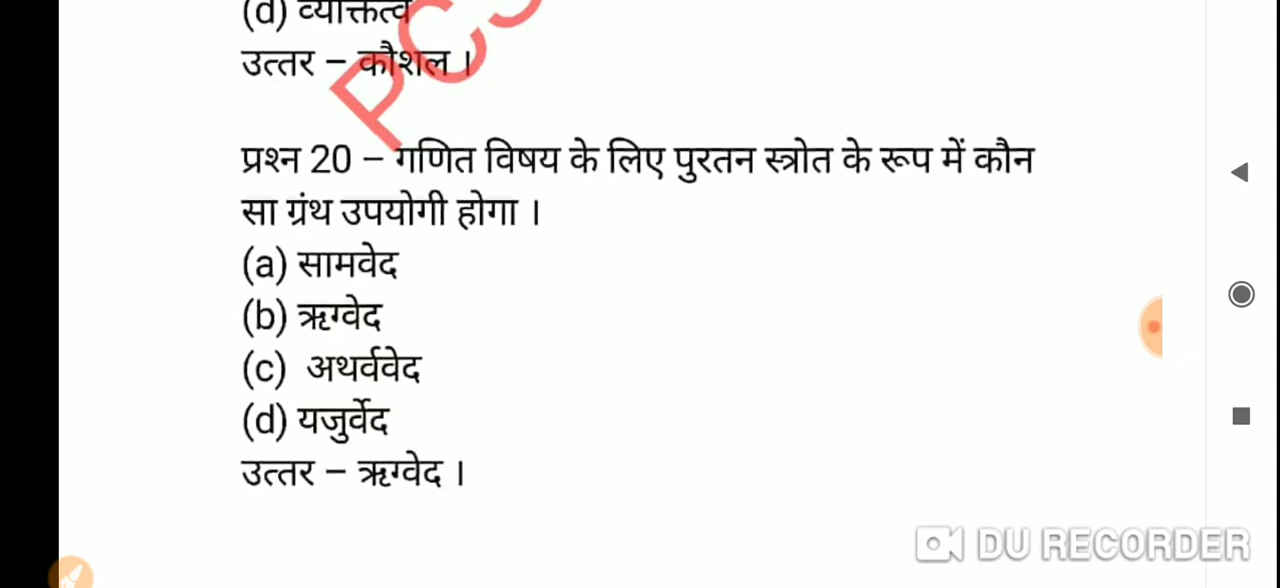 (d) व्यक्तित्व
उत्तर – कौशल ।
PCS
प्रश्न 20 – गणित विषय के लिए पुरतन स्त्रोत के रूप में कौन
सा ग्रंथ उपयोगी होगा ।
(a) सामवेद
(b) ऋग्वेद
(c) अथर्ववेद
(d) यजुर्वेद
उत्तर – ऋग्वेद ।
DU RECORDER